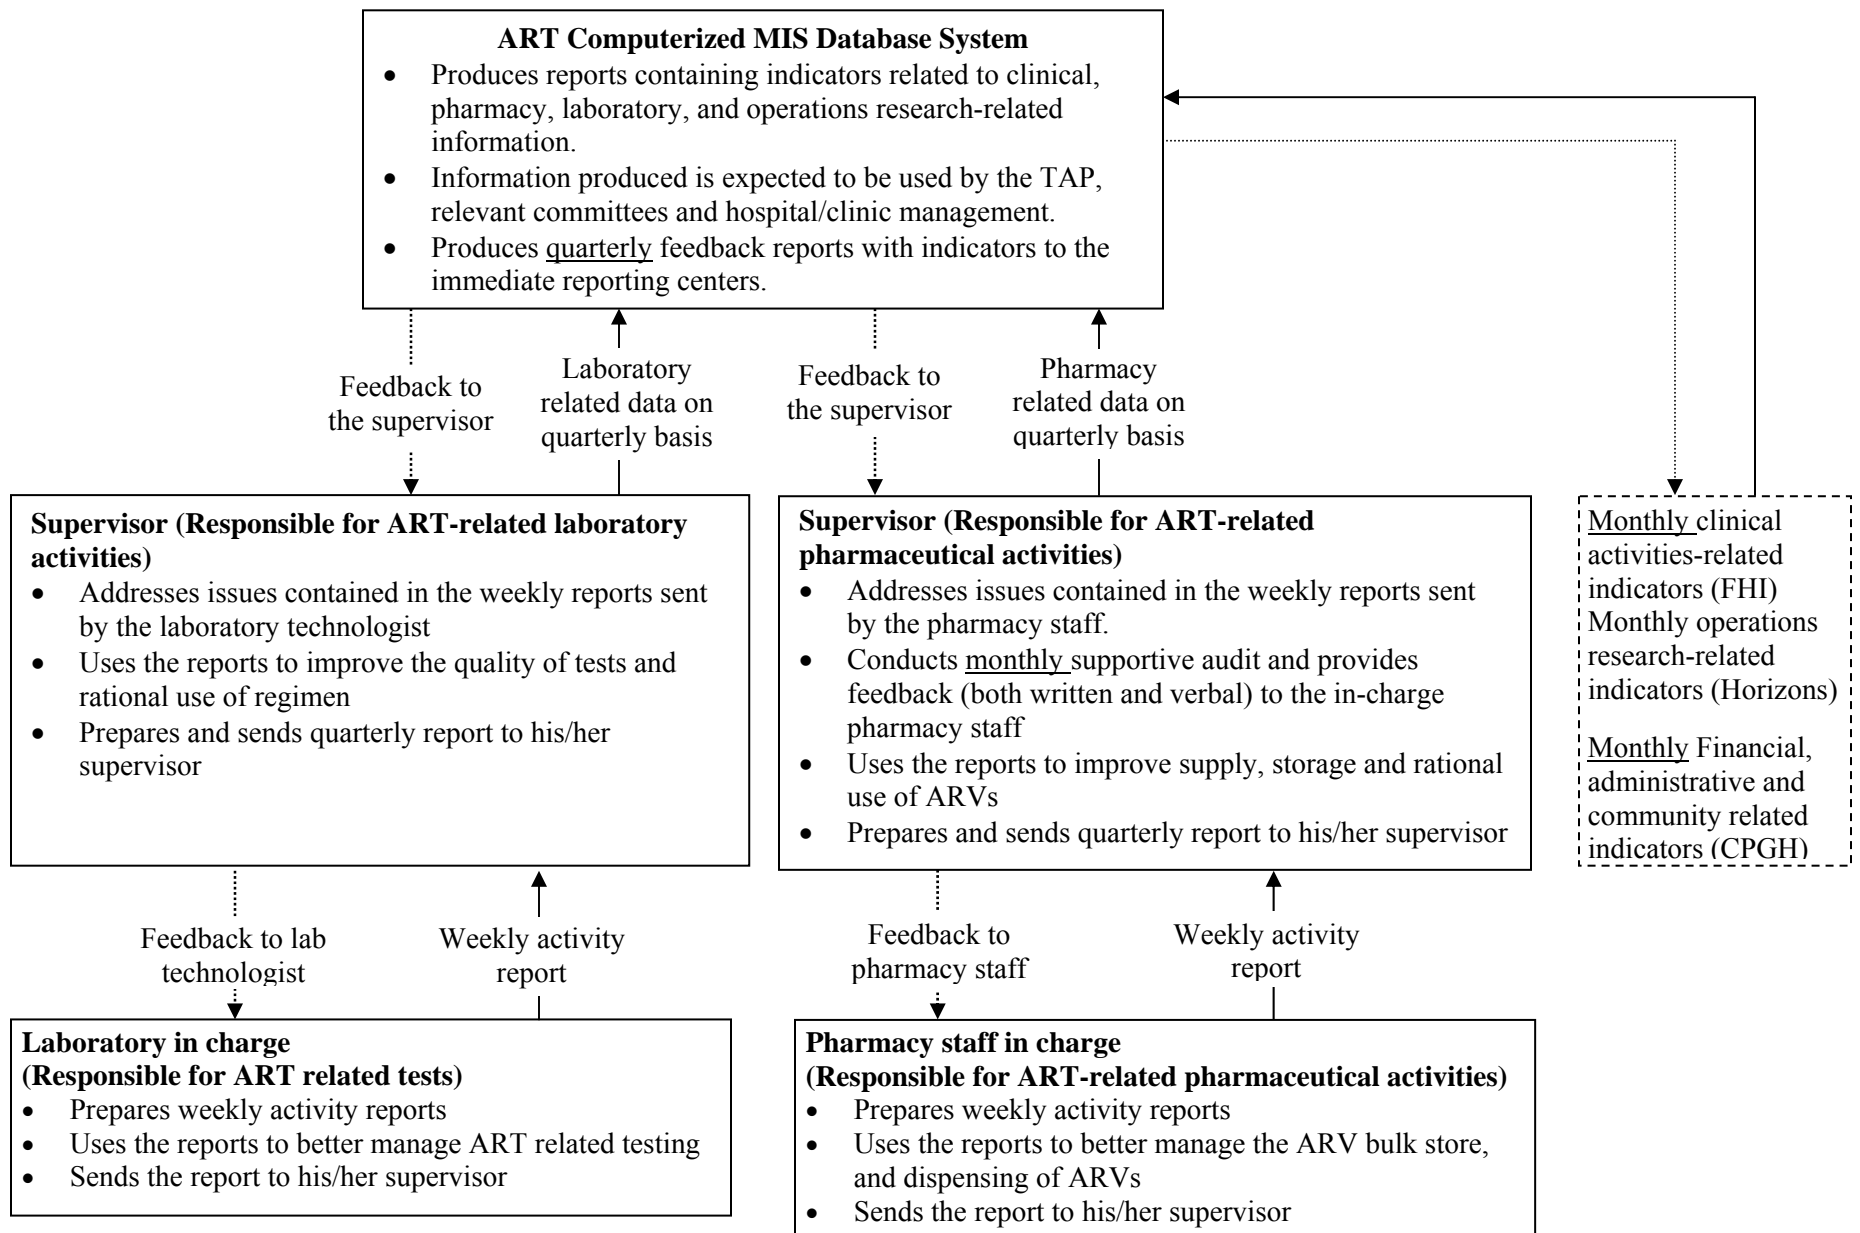 ART Computerized MIS Database System
• Produces reports containing indicators related to clinical,
pharmacy, laboratory, and operations research-related
information.
• Information produced is expected to be used by the TAP,
relevant committees and hospital/clinic management.
• Produces quarterly feedback reports with indicators to the
immediate reporting centers.
Feedback to
the supervisor
Laboratory
related data on
quarterly basis
Feedback to
the supervisor
Pharmacy
related data on
quarterly basis
Supervisor (Responsible for ART-related laboratory
activities)
• Addresses issues contained in the weekly reports sent
by the laboratory technologist
• Uses the reports to improve the quality of tests and
rational use of regimen
• Prepares and sends quarterly report to his/her
supervisor
Supervisor (Responsible for ART-related
pharmaceutical activities)
• Addresses issues contained in the weekly reports sent
by the pharmacy staff.
• Conducts monthly supportive audit and provides
feedback (both written and verbal) to the in-charge
pharmacy staff
• Uses the reports to improve supply, storage and rational
use of ARVs
• Prepares and sends quarterly report to his/her supervisor
Monthly clinical
activities-related
indicators (FHI)
Monthly operations
research-related
indicators (Horizons)
Monthly Financial,
administrative and
community related
indicators (CPGH)
Feedback to lab
technologist
Weekly activity
report
Feedback to
pharmacy staff
Weekly activity
report
Laboratory in charge
(Responsible for ART related tests)
• Prepares weekly activity reports
• Uses the reports to better manage ART related testing
• Sends the report to his/her supervisor
Pharmacy staff in charge
(Responsible for ART-related pharmaceutical activities)
• Prepares weekly activity reports
• Uses the reports to better manage the ARV bulk store,
and dispensing of ARVs
• Sends the report to his/her supervisor